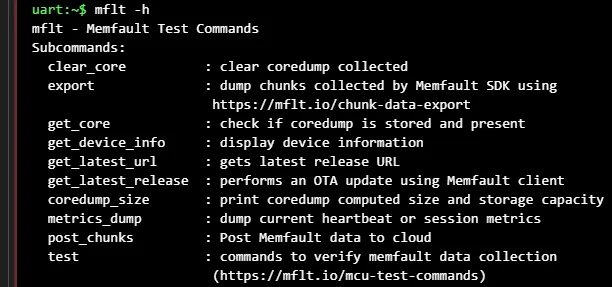 uart:~$ mflt -h
mflt - Memfault Test Commands
Subcommands:
  clear_core          : clear coredump collected
  export              : dump chunks collected by Memfault SDK using
                       https://mflt.io/chunk-data-export
  get_core            : check if coredump is stored and present
  get_device_info     : display device information
  get_latest_url      : gets latest release URL
  get_latest_release  : performs an OTA update using Memfault client
  coredump_size       : print coredump computed size and storage capacity
  metrics_dump        : dump current heartbeat or session metrics
  post_chunks         : Post Memfault data to cloud
  test                : commands to verify memfault data collection
                       (https://mflt.io/mcu-test-commands)